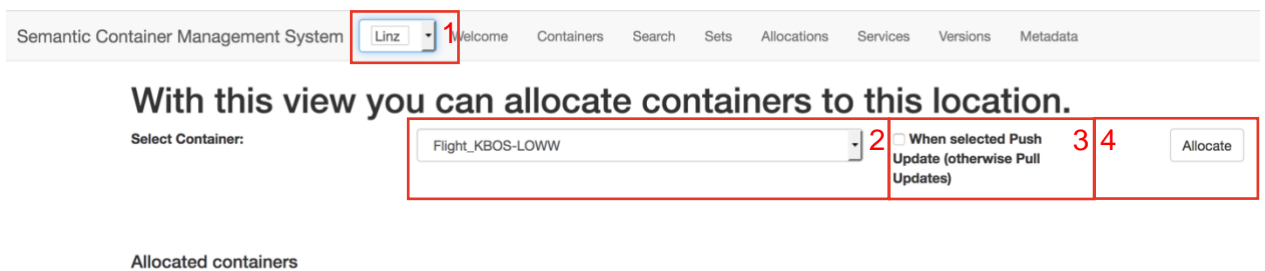 Semantic Container Management System Linz 1 Welcome Containers Search Sets Allocations Services Versions Metadata
With this view you can allocate containers to this location.
Select Container: Flight_KBOS-LOWW 2 When selected Push 3 4 Allocate
Update (otherwise Pull
Updates)
Allocated containers